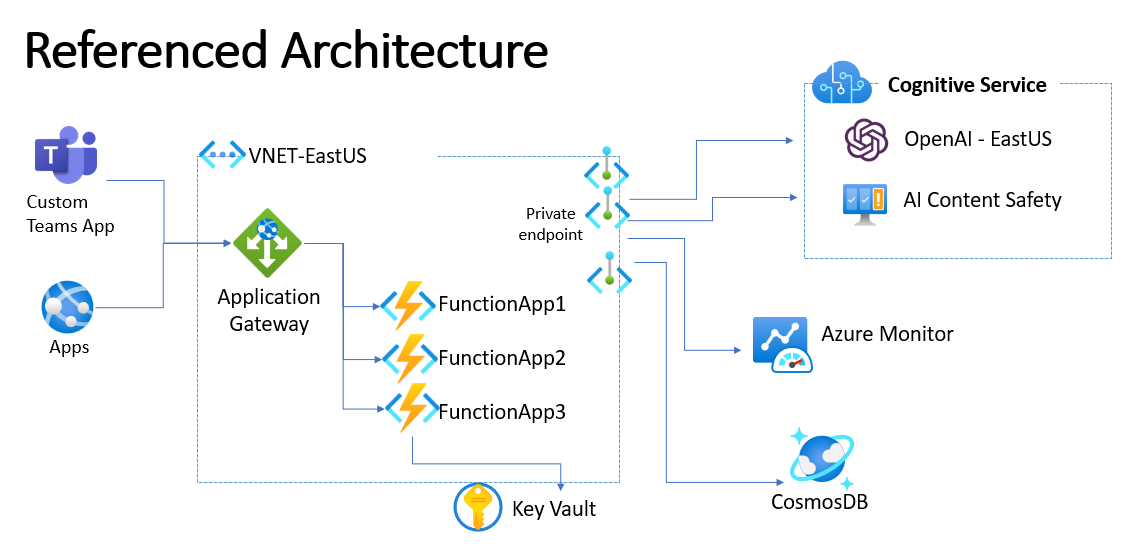 Referenced Architecture
Cognitive Service
OpenAI - EastUS
AI Content Safety
T
Custom
Teams App
VNET-EastUS
Private
endpoint
Application
Gateway
Apps
FunctionApp1
FunctionApp2
FunctionApp3
Azure Monitor
Key Vault
CosmosDB